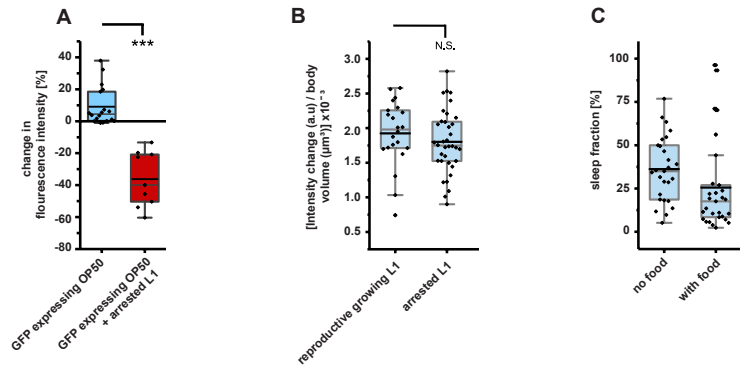 A
***
change in
flourescence intensity [%]
40
20
0
-20
-40
-60
-80
GFP expressing OP50
GFP expressing OP50
+ arrested L1
B
N.S.
[Intensity change (a.u) / body
volume (µm³)] x10⁻³
3.0
2.5
2.0
1.5
1.0
0.5
reproductive growing L1
arrested L1
C
sleep fraction [%]
100
75
50
25
0
no food
with food